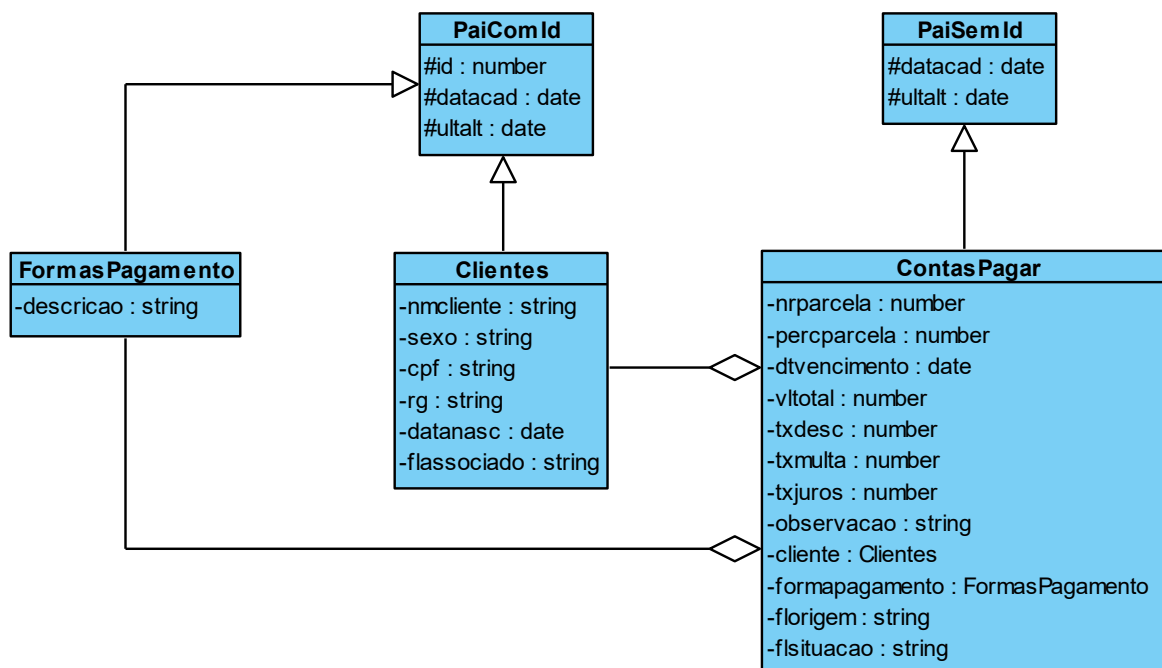 PaiComId
#id : number
#datacad : date
#ultalt : date
PaiSemId
#datacad : date
#ultalt : date
FormasPagamento
-descricao : string
Clientes
-nmcliente : string
-sexo : string
-cpf : string
-rg : string
-datanasc : date
-flassociado : string
ContasPagar
-nrparcela : number
-percparcela : number
-dtvencimento : date
-vltotal : number
-txdesc : number
-txmulta : number
-txjuros : number
-observacao : string
-cliente : Clientes
-formapagamento : FormasPagamento
-florigem : string
-flsituacao : string